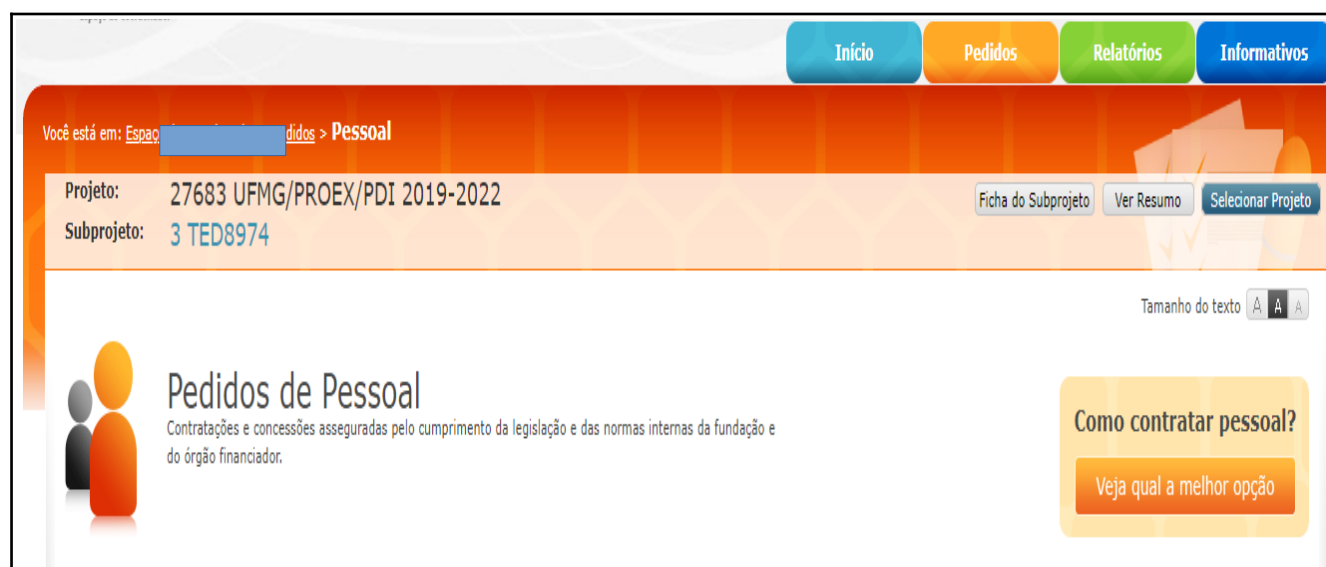 Início Pedidos Relatórios Informativos
Você está em: Espaço didos > Pessoal
Projeto: 27683 UFMG/PROEX/PDI 2019-2022
Ficha do Subprojeto Ver Resumo Selecionar Projeto
Subprojeto: 3 TED8974
Tamanho do texto A A A
Pedidos de Pessoal
Contratações e concessões asseguradas pelo cumprimento da legislação e das normas internas da fundação e
do órgão financiador.
Como contratar pessoal?
Veja qual a melhor opção